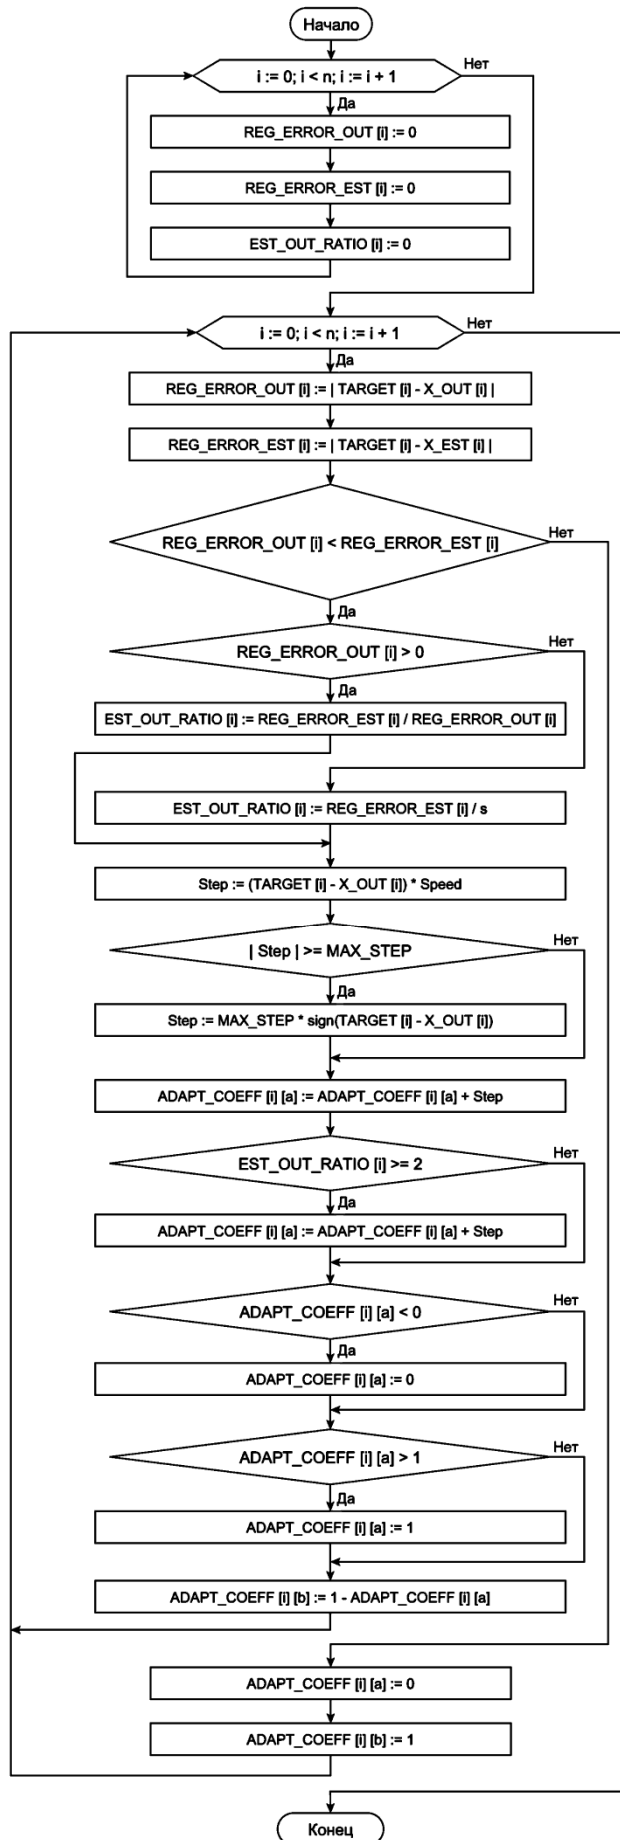 Начало
i := 0; i < n; i := i + 1
Нет
Да
REG_ERROR_OUT [i] := 0
REG_ERROR_EST [i] := 0
EST_OUT_RATIO [i] := 0
i := 0; i < n; i := i + 1
Нет
Да
REG_ERROR_OUT [i] := | TARGET [i] - X_OUT [i] |
REG_ERROR_EST [i] := | TARGET [i] - X_EST [i] |
REG_ERROR_OUT [i] < REG_ERROR_EST [i]
Нет
Да
REG_ERROR_OUT [i] > 0
Нет
Да
EST_OUT_RATIO [i] := REG_ERROR_EST [i] / REG_ERROR_OUT [i]
EST_OUT_RATIO [i] := REG_ERROR_EST [i] / s
Step := (TARGET [i] - X_OUT [i]) * Speed
| Step | >= MAX_STEP
Нет
Да
Step := MAX_STEP * sign(TARGET [i] - X_OUT [i])
ADAPT_COEFF [i] [a] := ADAPT_COEFF [i] [a] + Step
EST_OUT_RATIO [i] >= 2
Нет
Да
ADAPT_COEFF [i] [a] := ADAPT_COEFF [i] [a] + Step
ADAPT_COEFF [i] [a] < 0
Нет
Да
ADAPT_COEFF [i] [a] := 0
ADAPT_COEFF [i] [a] > 1
Нет
Да
ADAPT_COEFF [i] [a] := 1
ADAPT_COEFF [i] [b] := 1 - ADAPT_COEFF [i] [a]
ADAPT_COEFF [i] [a] := 0
ADAPT_COEFF [i] [b] := 1
Конец